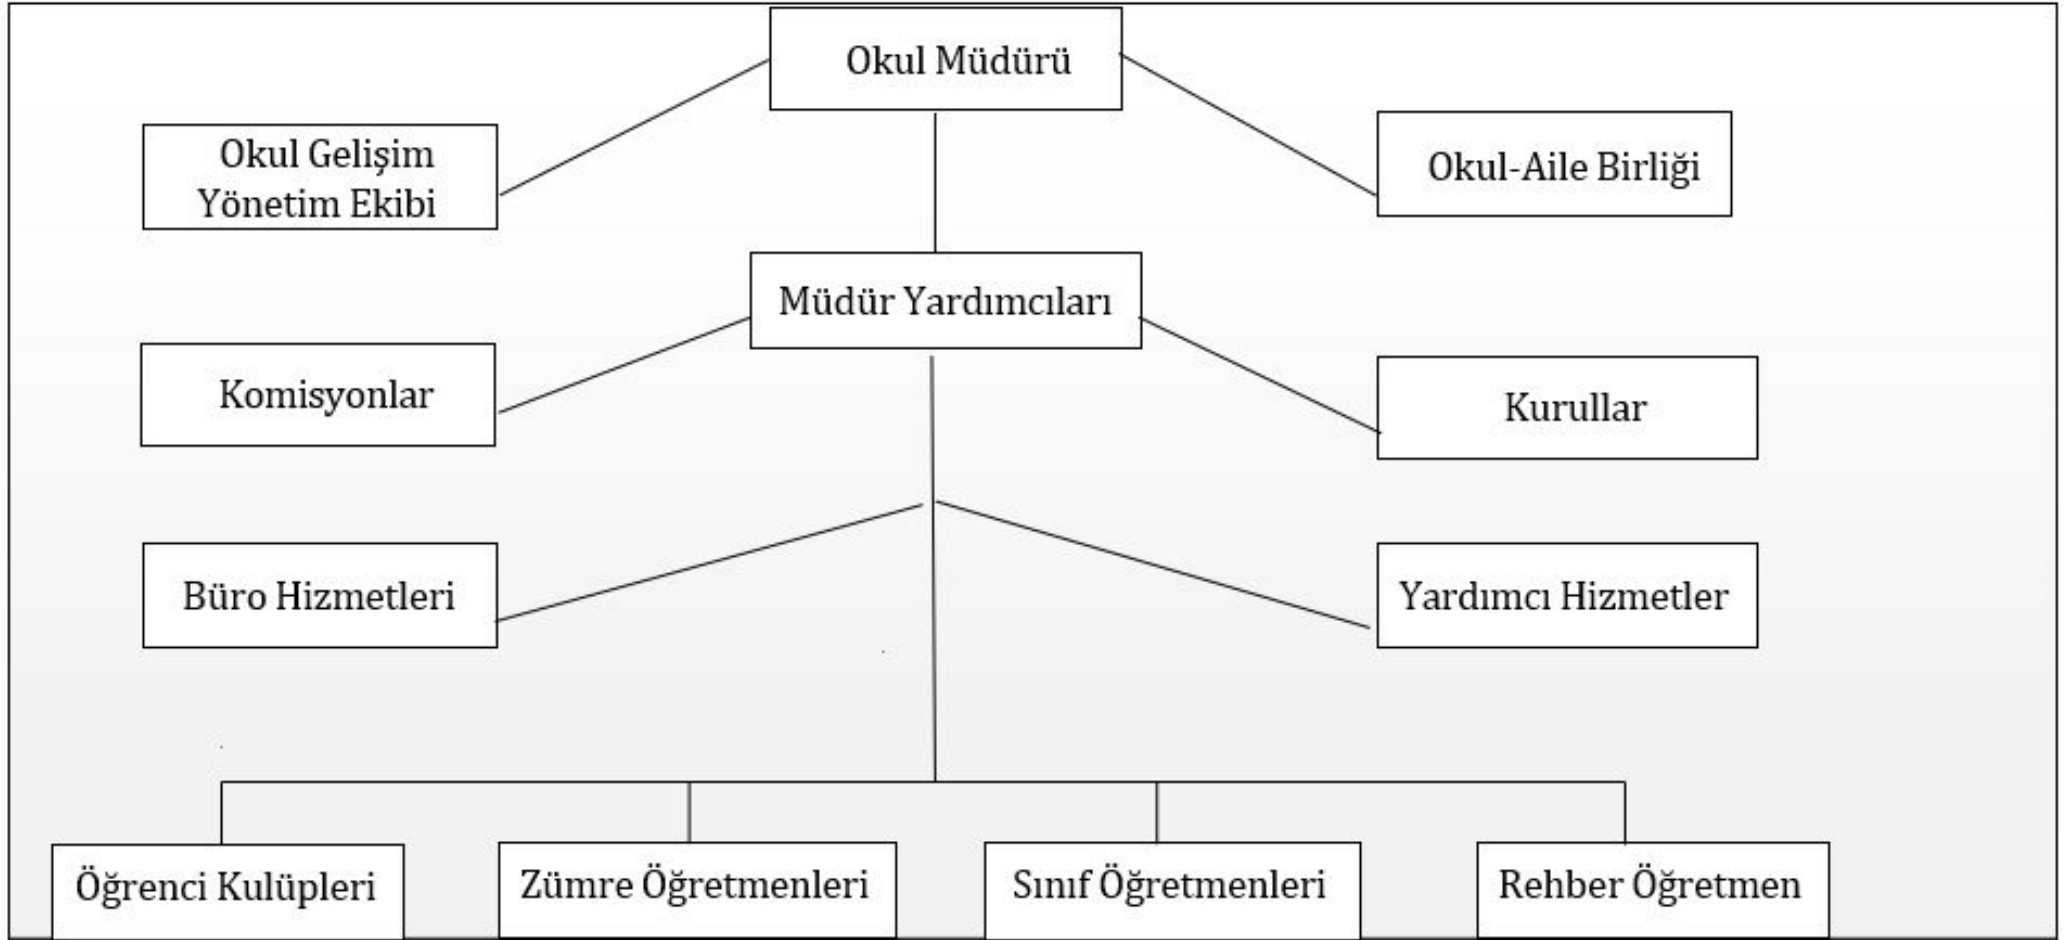 Okul Müdürü
Okul Gelişim
Yönetim Ekibi
Okul-Aile Birliği
Müdür Yardımcıları
Komisyonlar
Kurullar
Büro Hizmetleri
Yardımcı Hizmetler
Öğrenci Kulüpleri
Zümre Öğretmenleri
Sınıf Öğretmenleri
Rehber Öğretmen